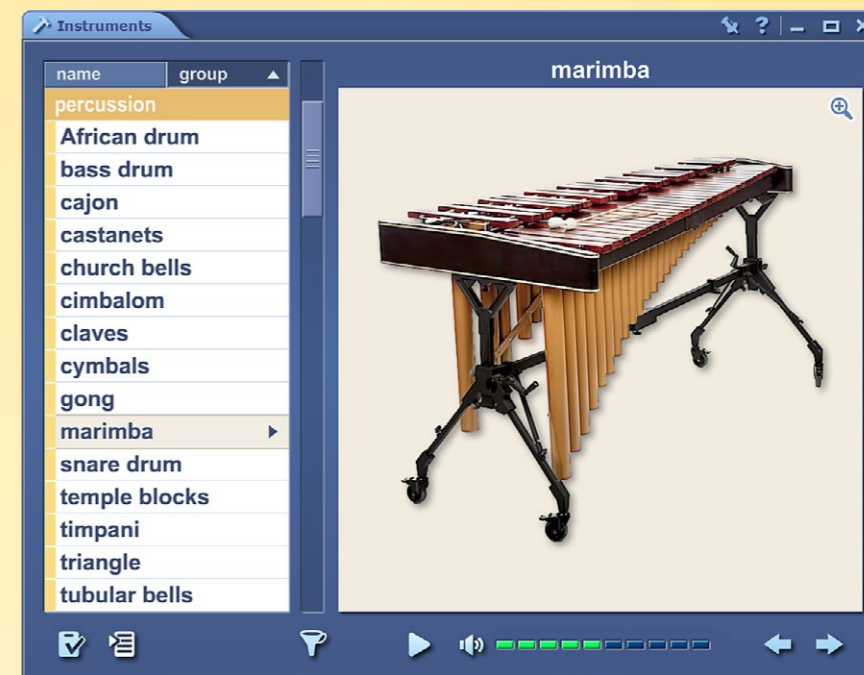 Instruments
name group
marimba
percussion
African drum
bass drum
cajon
castanets
church bells
cimbalom
claves
cymbals
gong
marimba
snare drum
temple blocks
timpani
triangle
tubular bells